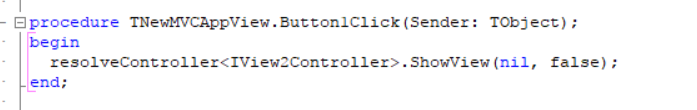 procedure TNewMVCAppView.Button1Click(Sender: TObject);
begin
  resolveController<IView2Controller>.ShowView(nil, false);
end;